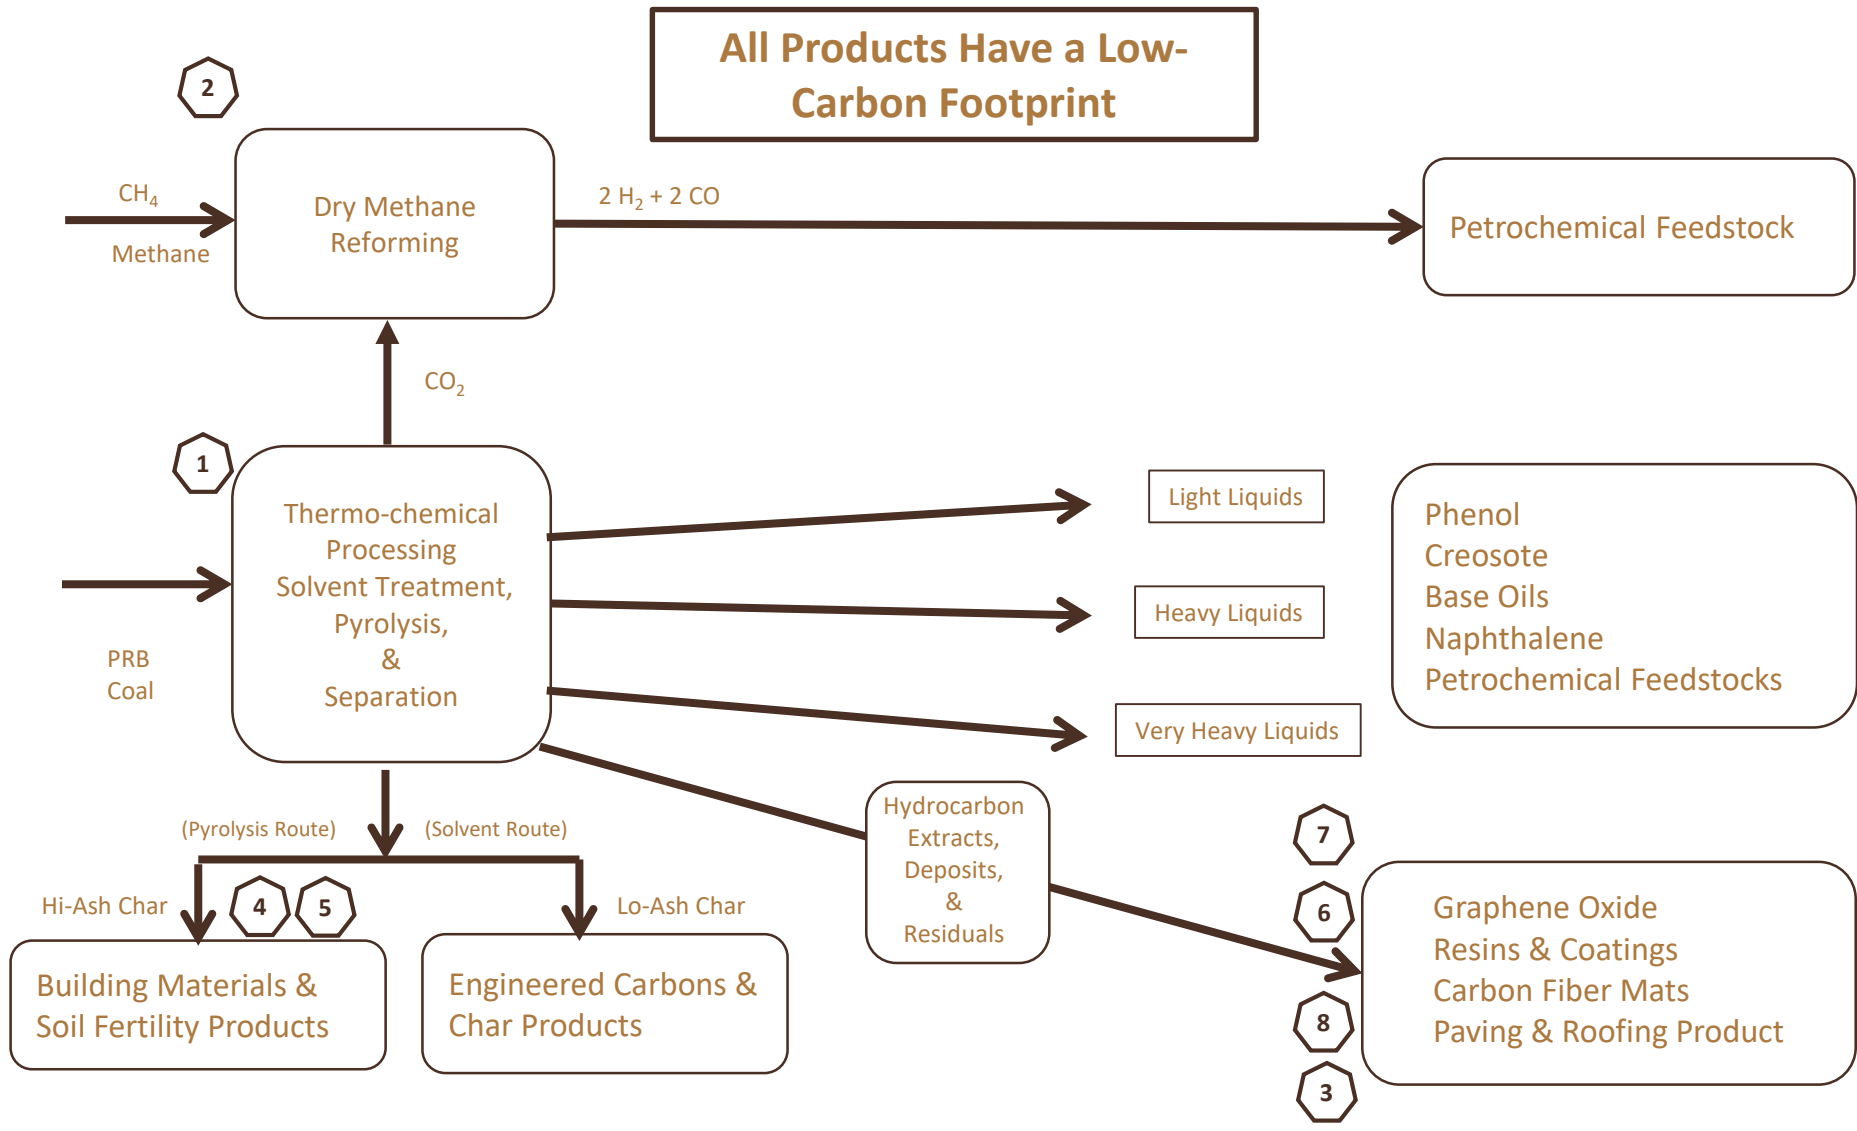 All Products Have a Low-
Carbon Footprint
2
CH₄
Methane
Dry Methane
Reforming
2 H₂ + 2 CO
Petrochemical Feedstock
CO₂
1
PRB
Coal
Thermo-chemical
Processing
Solvent Treatment,
Pyrolysis,
&
Separation
Light Liquids
Heavy Liquids
Very Heavy Liquids
Phenol
Creosote
Base Oils
Naphthalene
Petrochemical Feedstocks
(Pyrolysis Route)
(Solvent Route)
Hi-Ash Char
4
5
Lo-Ash Char
Building Materials &
Soil Fertility Products
Engineered Carbons &
Char Products
Hydrocarbon
Extracts,
Deposits,
&
Residuals
7
6
8
3
Graphene Oxide
Resins & Coatings
Carbon Fiber Mats
Paving & Roofing Product